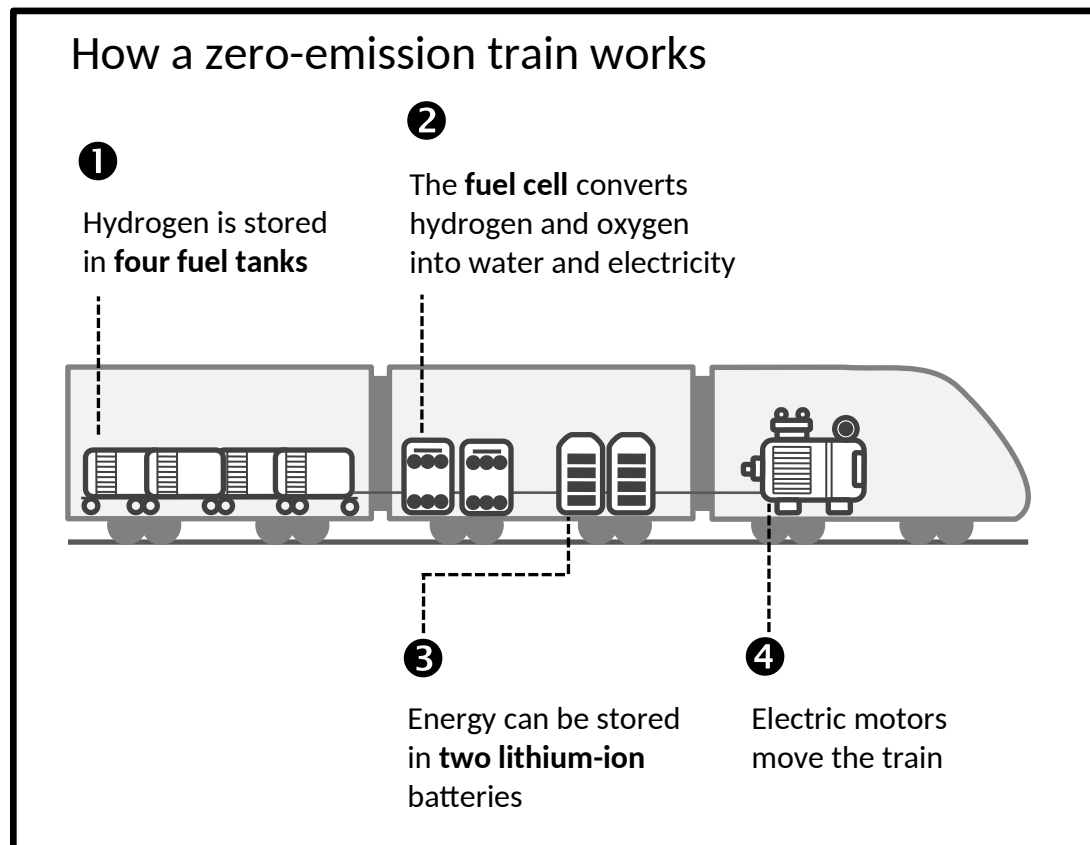 How a zero-emission train works
❶
Hydrogen is stored
in four fuel tanks
❷
The fuel cell converts
hydrogen and oxygen
into water and electricity
❸
Energy can be stored
in two lithium-ion
batteries
❹
Electric motors
move the train